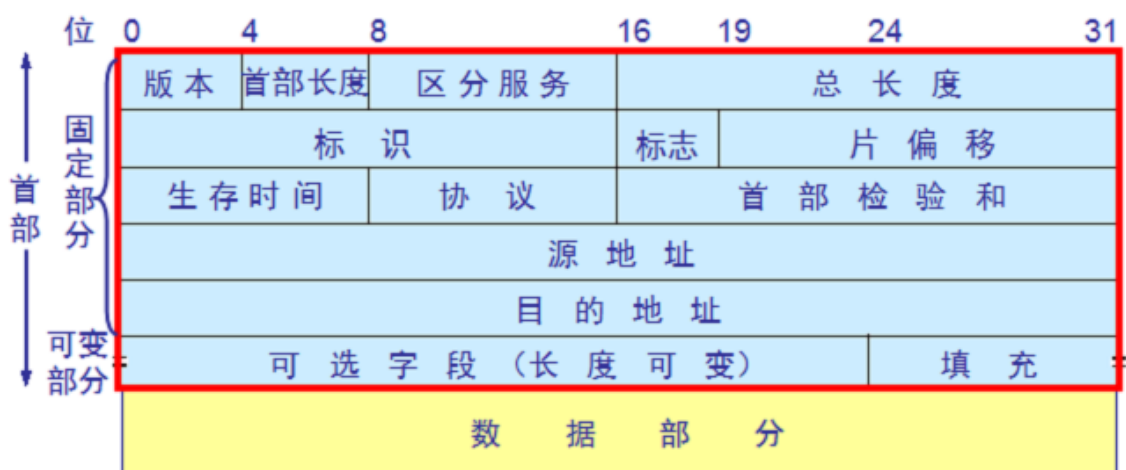 位 0 4 8 16 19 24 31
版本 首部长度 区分服务 总长度
标识 标志 片偏移
生存时间 协议 首部检验和
源地址
目的地址
可选字段（长度可变） 填充
数据部分
首部
固定部分
可变部分